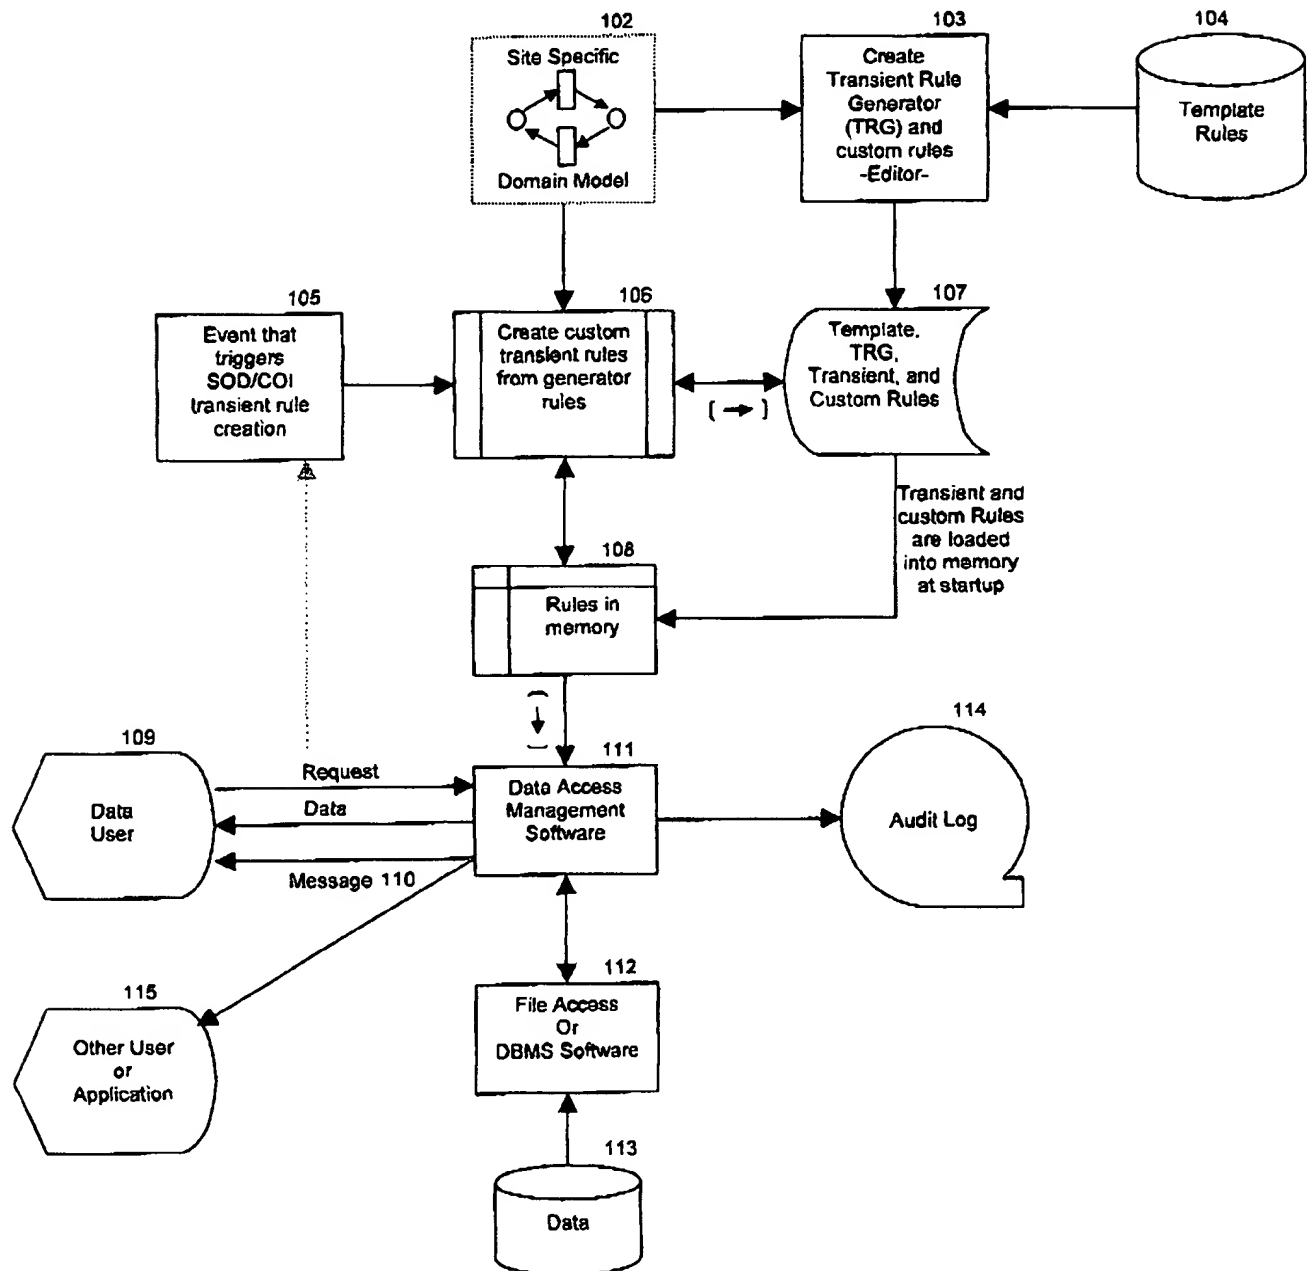 102
103
104
Site Specific
Domain Model
Create
Transient Rule
Generator
(TRG) and
custom rules
-Editor-
Template
Rules
105
106
107
Event that
triggers
SOD/COI
transient rule
creation
Create custom
transient rules
from generator
rules
Template,
TRG,
Transient, and
Custom Rules
Transient and
custom Rules
are loaded
into memory
at startup
108
Rules in
memory
109
111
114
Data
User
Request
Data
Message 110
Data Access
Management
Software
Audit Log
112
File Access
Or
DBMS Software
115
Other User
or
Application
113
Data